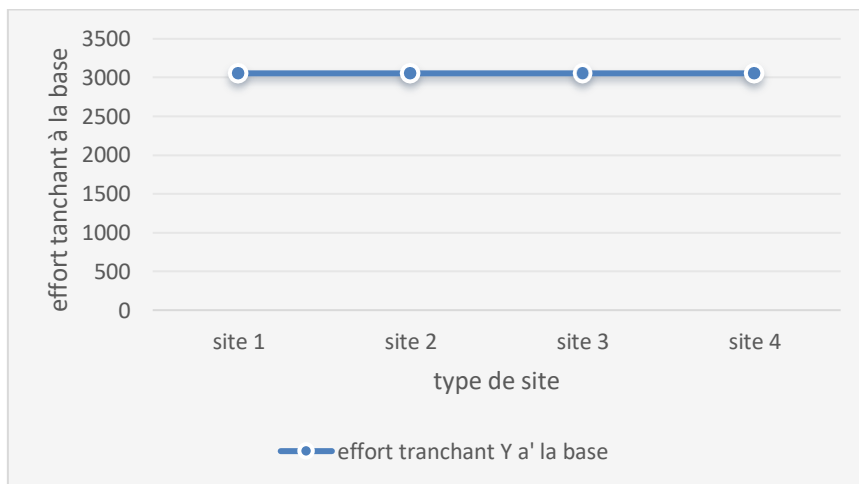 effort tanchant à la base
3500
3000
2500
2000
1500
1000
500
0
site 1 site 2 site 3 site 4
type de site
effort tranchant Y a' la base